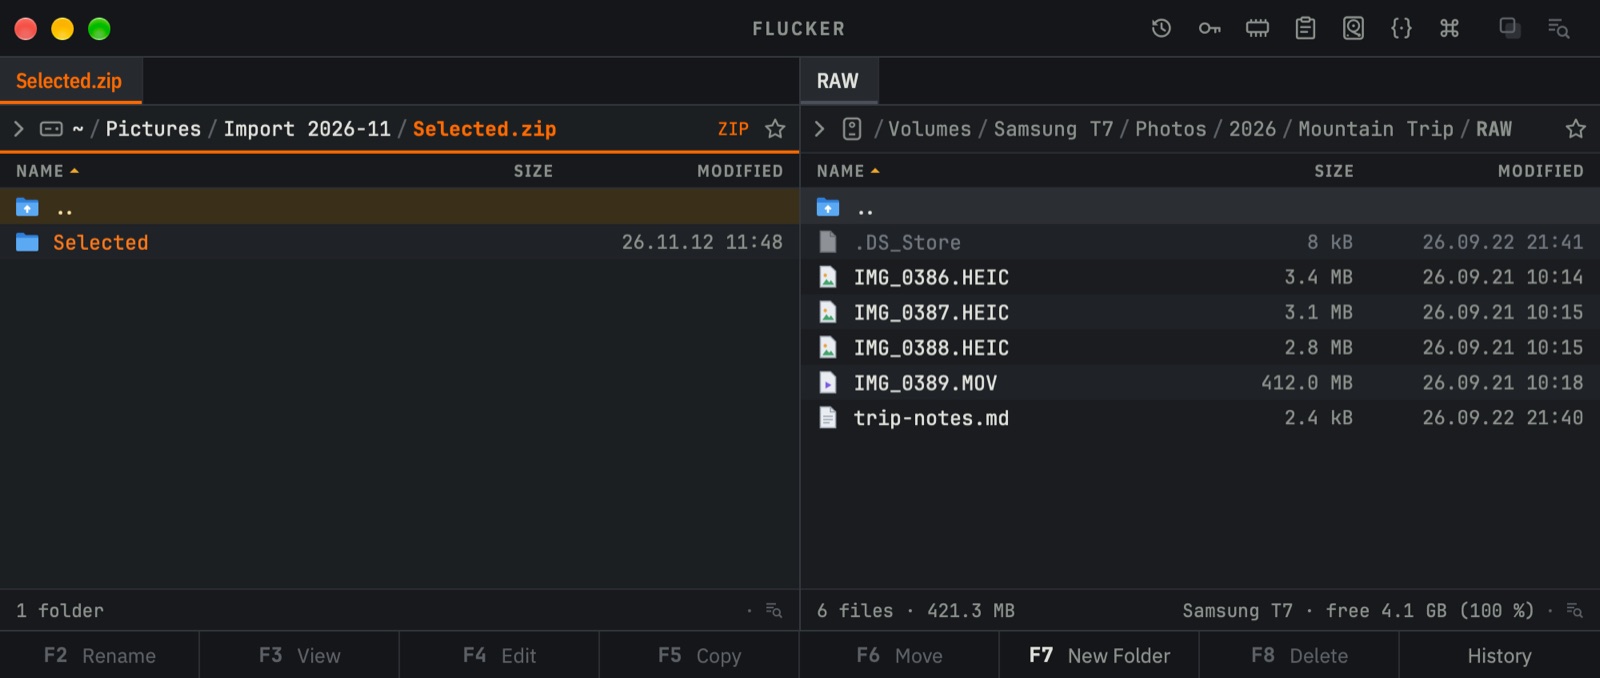 FLUCKER
Selected.zip
RAW
~ / Pictures / Import 2026-11 / Selected.zip ZIP
/ Volumes / Samsung T7 / Photos / 2026 / Mountain Trip / RAW
NAME SIZE MODIFIED
..
Selected 26.11.12 11:48
NAME SIZE MODIFIED
..
.DS_Store 8 kB 26.09.22 21:41
IMG_0386.HEIC 3.4 MB 26.09.21 10:14
IMG_0387.HEIC 3.1 MB 26.09.21 10:15
IMG_0388.HEIC 2.8 MB 26.09.21 10:15
IMG_0389.MOV 412.0 MB 26.09.21 10:18
trip-notes.md 2.4 kB 26.09.22 21:40
1 folder ·
6 files · 421.3 MB Samsung T7 · free 4.1 GB (100 %) ·
F2 Rename F3 View F4 Edit F5 Copy F6 Move F7 New Folder F8 Delete History